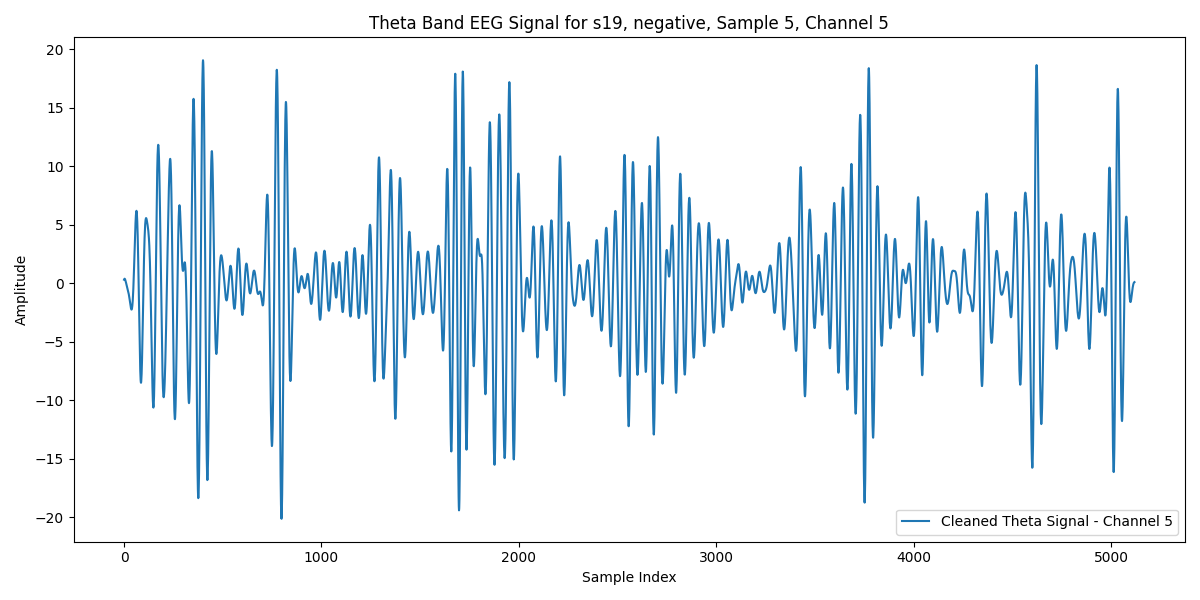 Theta Band EEG Signal for s19, negative, Sample 5, Channel 5
20
15
10
5
0
−5
−10
−15
−20
Amplitude
0 1000 2000 3000 4000 5000
Sample Index
Cleaned Theta Signal - Channel 5